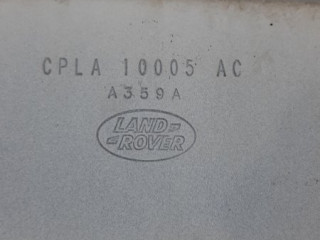 CPLA 10005 AC
A359A
LAND
ROVER